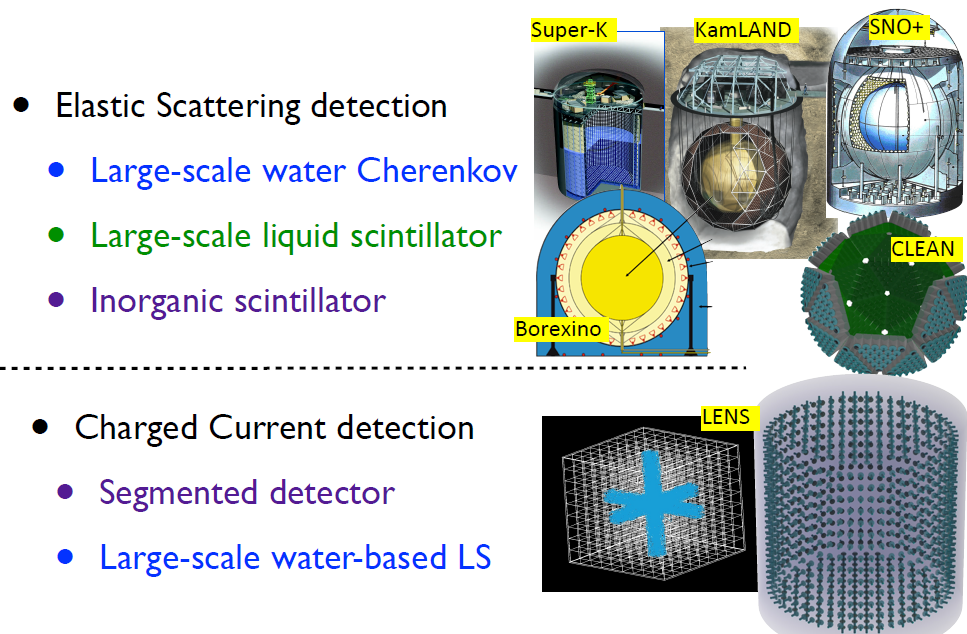 Super-K
KamLAND
SNO+
• Elastic Scattering detection
• Large-scale water Cherenkov
• Large-scale liquid scintillator
CLEAN
• Inorganic scintillator
Borexino
• Charged Current detection
LENS
• Segmented detector
• Large-scale water-based LS